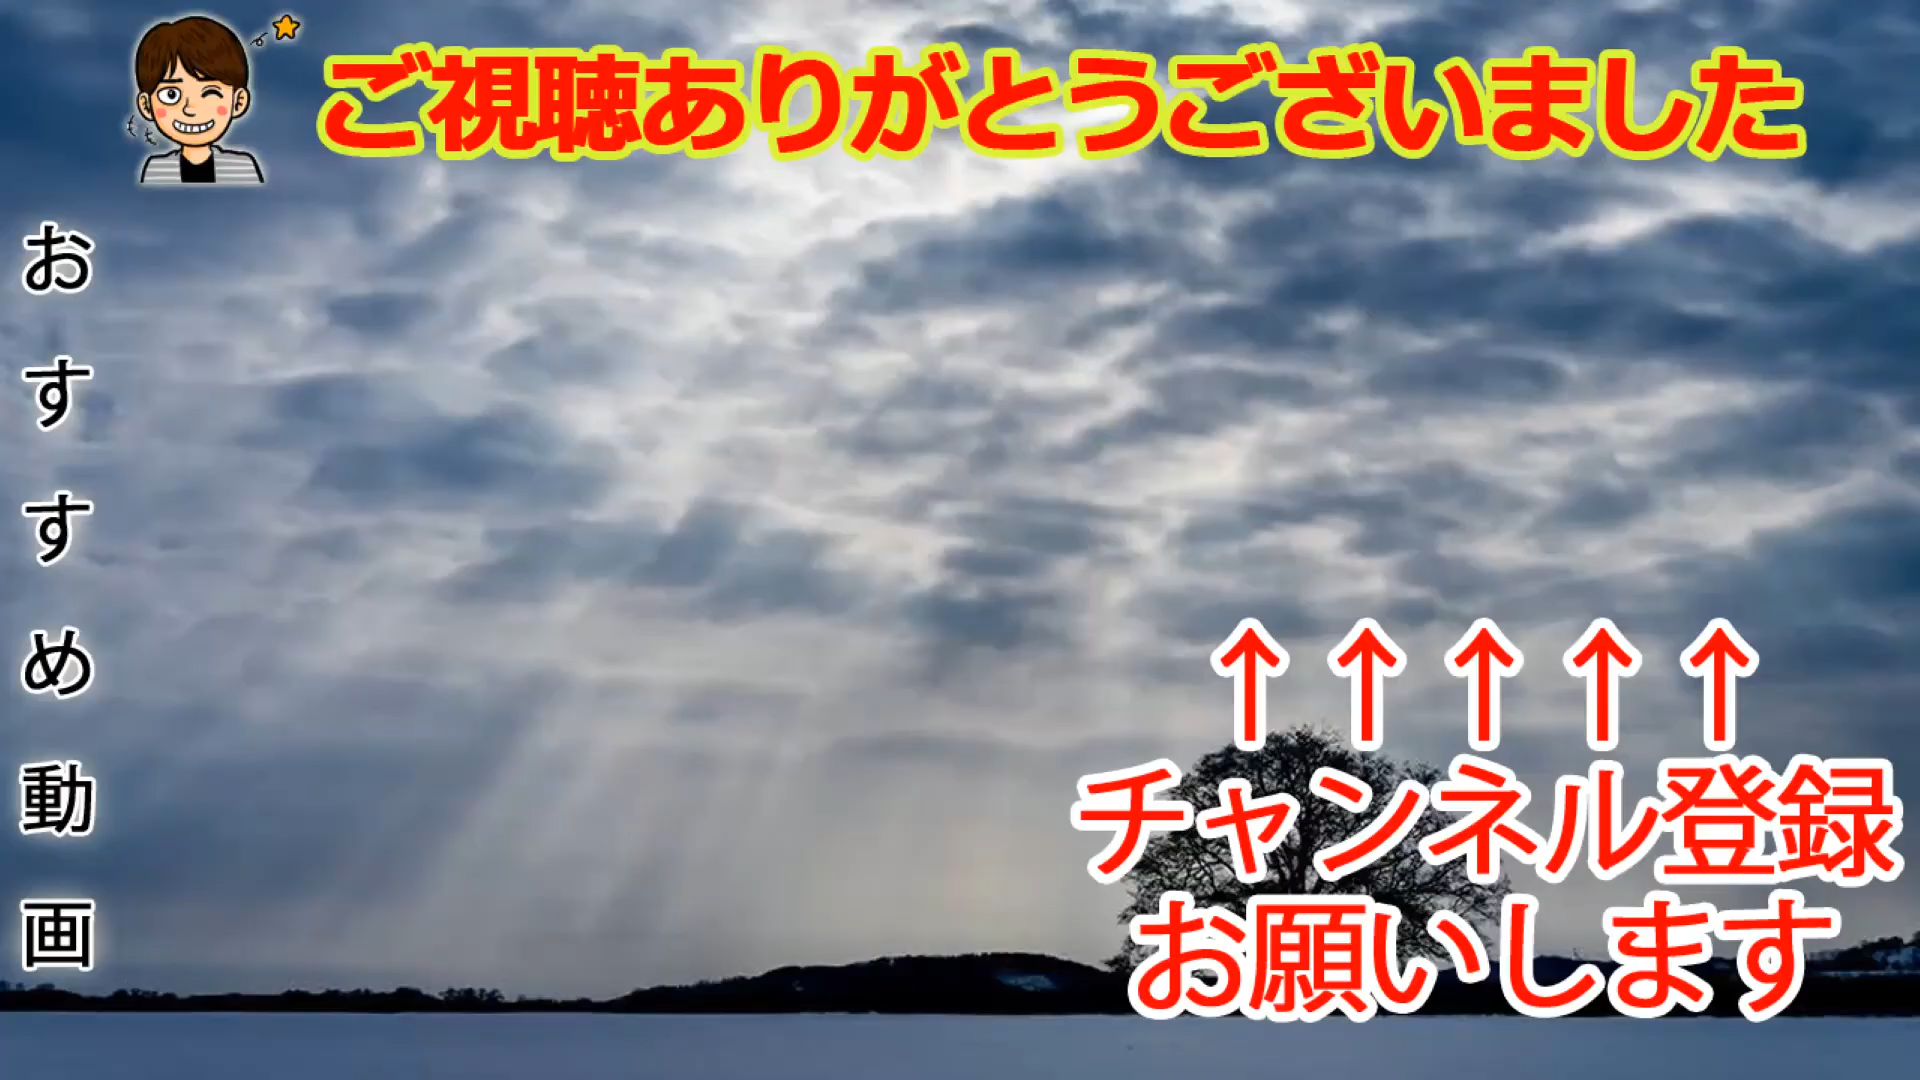 ご視聴ありがとうございました
おすすめ動画
↑↑↑↑↑
チャンネル登録
お願いします